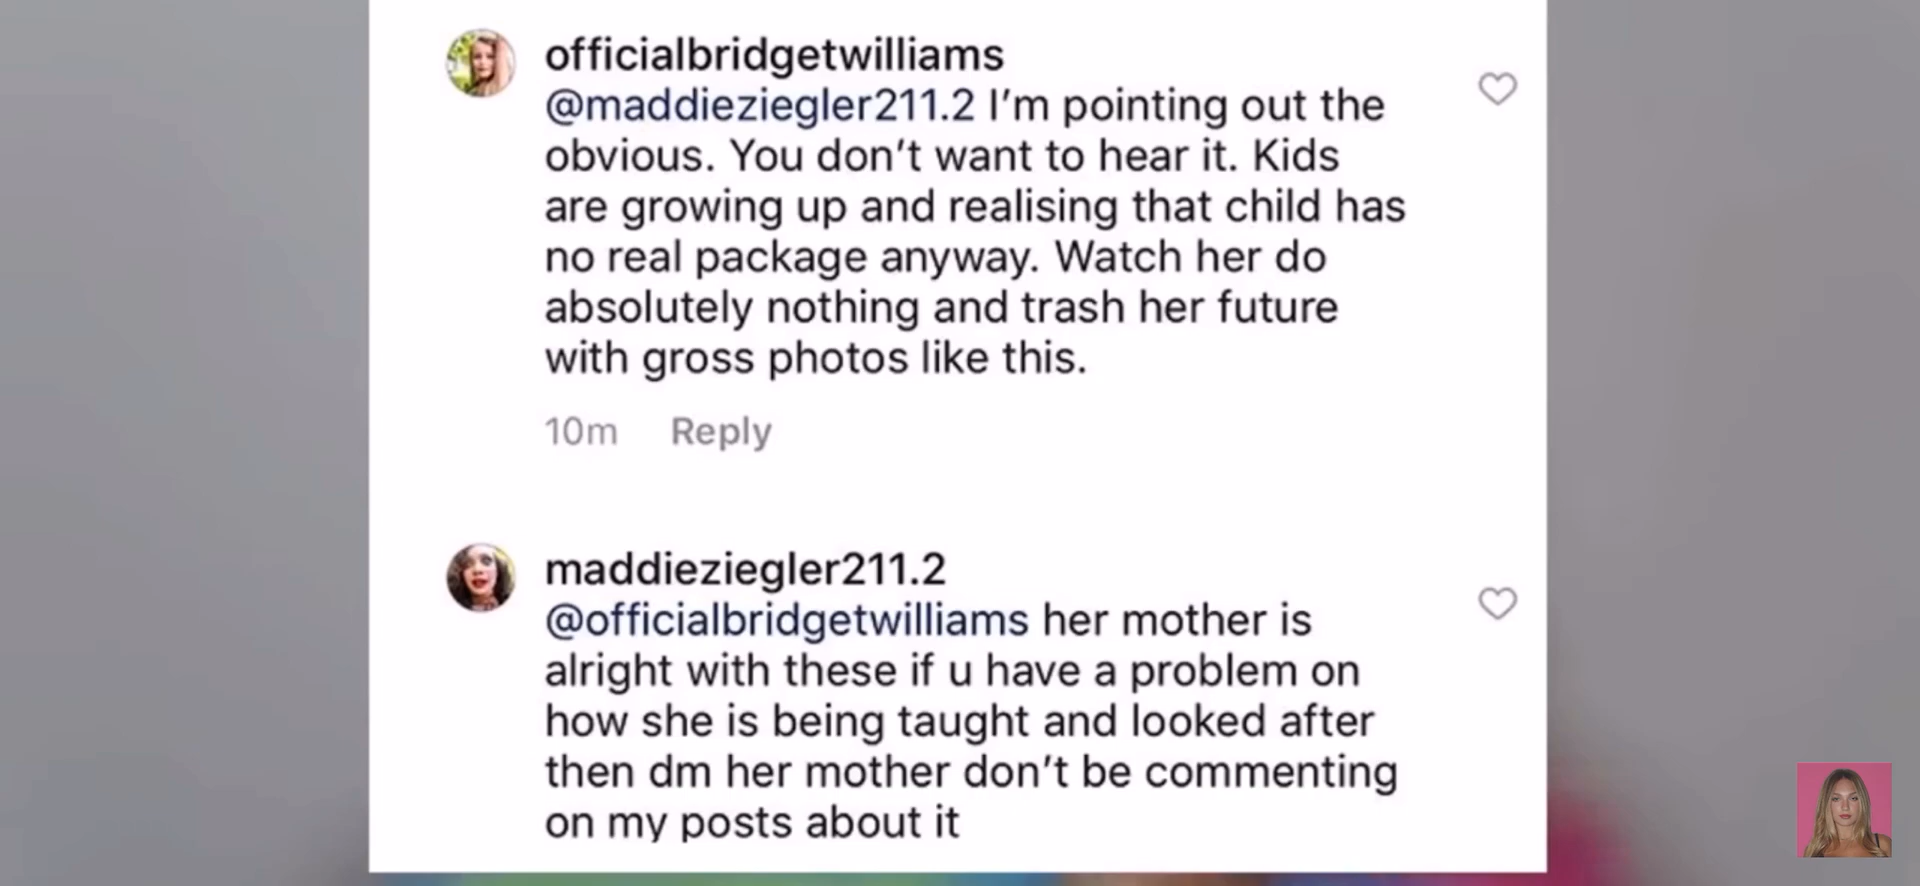 officialbridgetwilliams
@maddieziegler211.2 I'm pointing out the
obvious. You don't want to hear it. Kids
are growing up and realising that child has
no real package anyway. Watch her do
absolutely nothing and trash her future
with gross photos like this.
10m Reply
maddieziegler211.2
@officialbridgetwilliams her mother is
alright with these if u have a problem on
how she is being taught and looked after
then dm her mother don't be commenting
on my posts about it